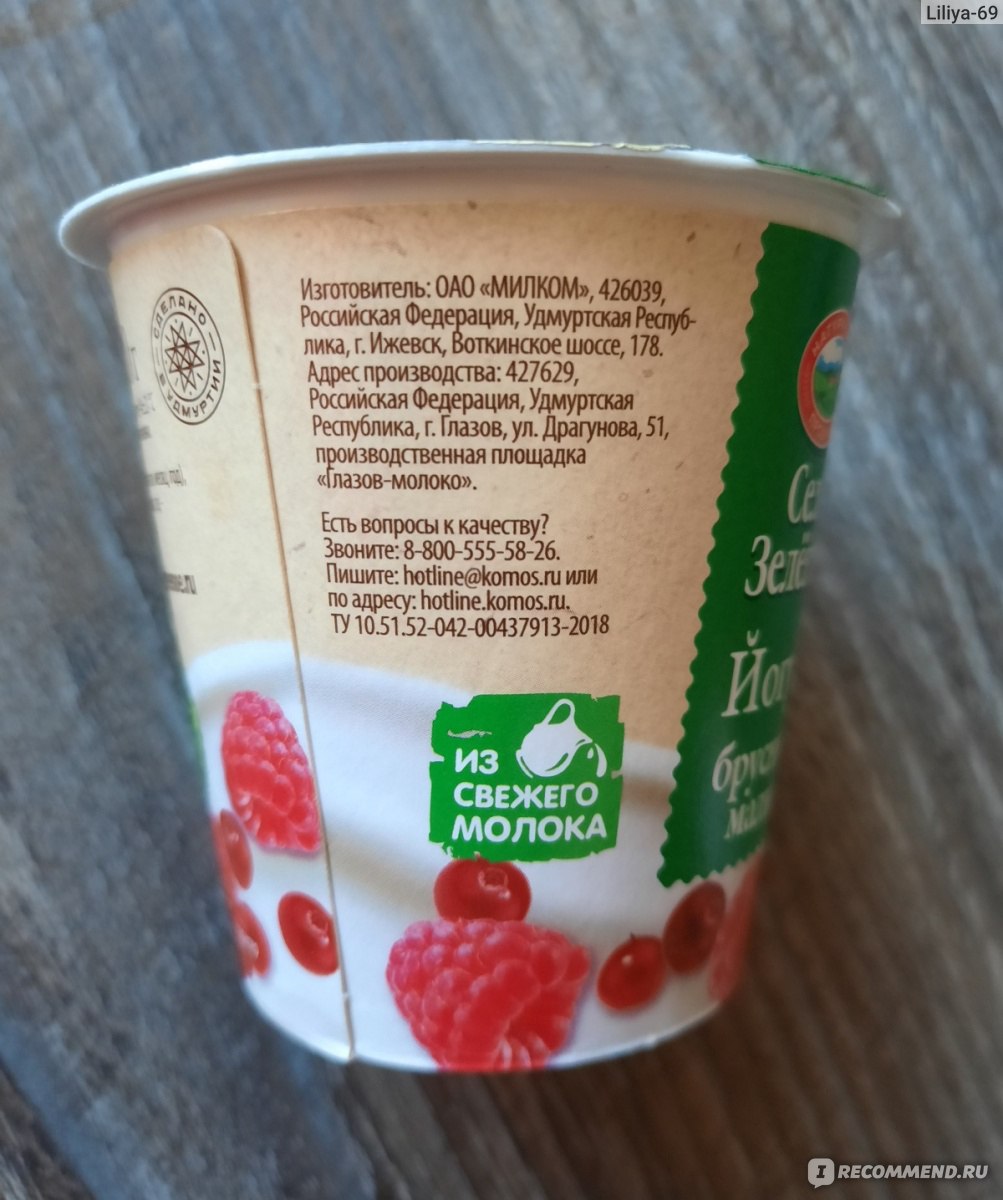 Liliya-69
СДЕЛАНО
В УДМУРТИИ
Изготовитель: ОАО «МИЛКОМ», 426039,
Российская Федерация, Удмуртская Респуб-
лика, г. Ижевск, Воткинское шоссе, 178.
Адрес производства: 427629,
Российская Федерация, Удмуртская
Республика, г. Глазов, ул. Драгунова, 51,
производственная площадка
«Глазов-молоко».
Есть вопросы к качеству?
Звоните: 8-800-555-58-26.
Пишите: hotline@komos.ru или
по адресу: hotline.komos.ru.
ТУ 10.51.52-042-00437913-2018
ИЗ
СВЕЖЕГО
МОЛОКА
IRECOMMEND.RU